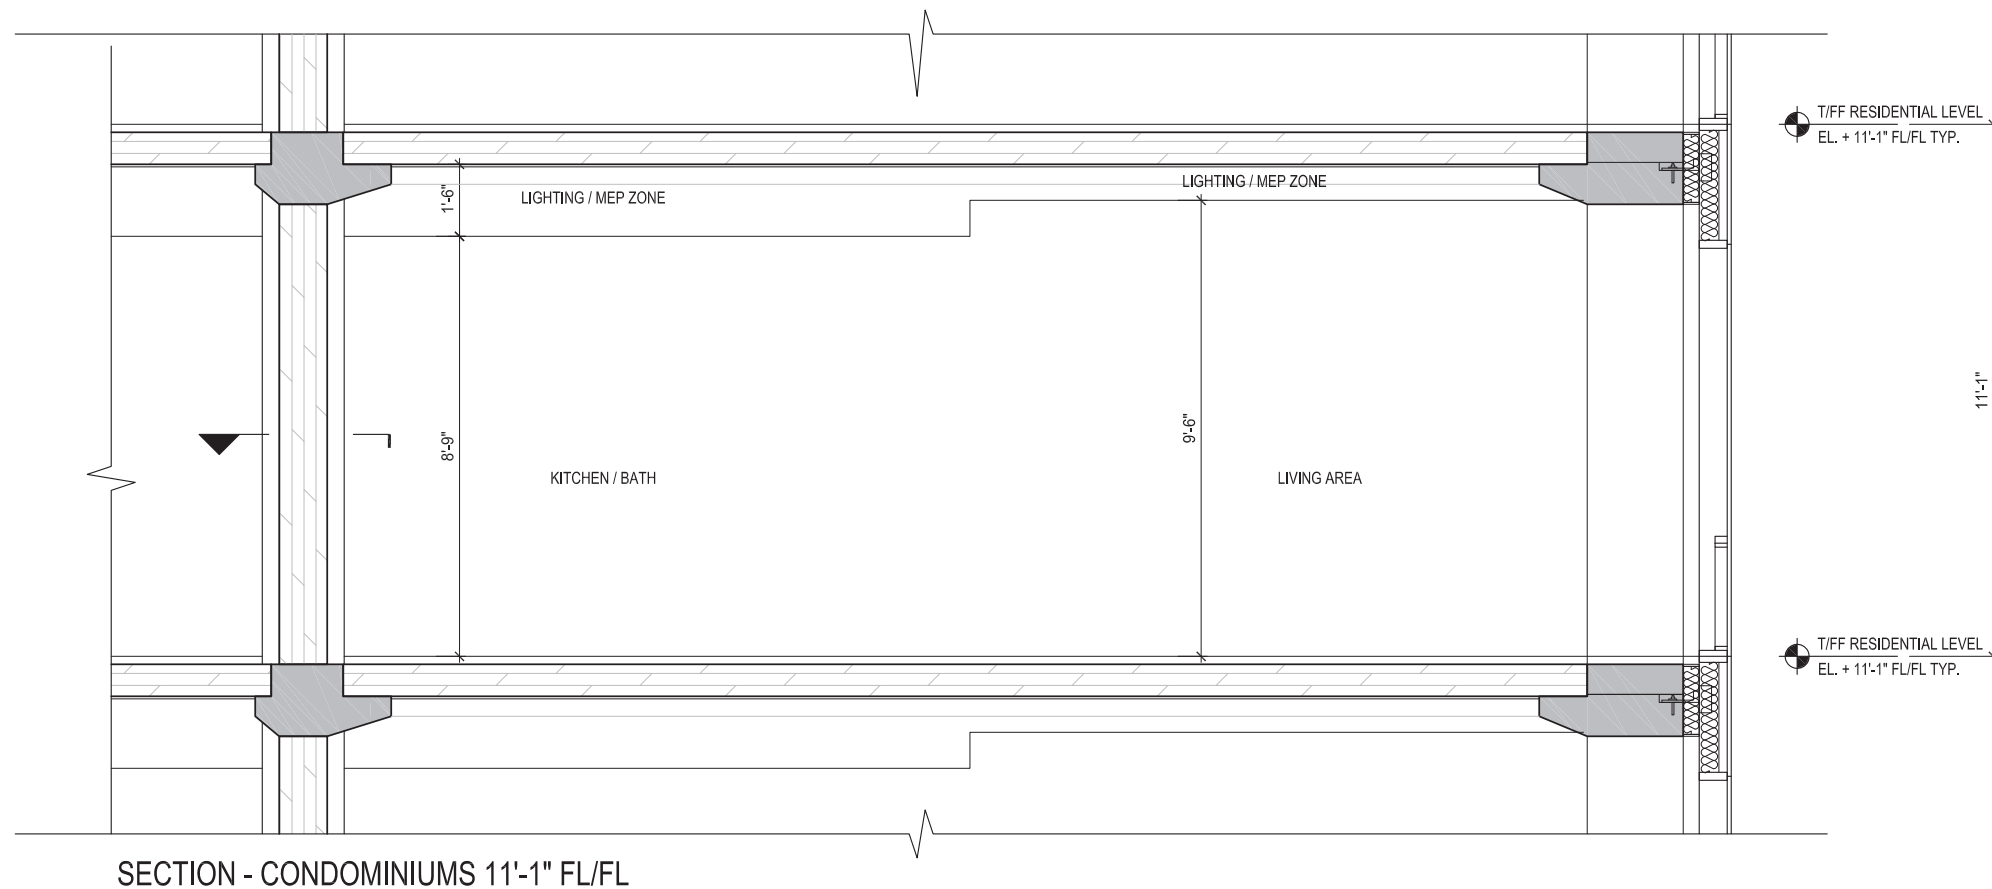 T/FF RESIDENTIAL LEVEL
EL. + 11'-1" FL/FL TYP.
LIGHTING / MEP ZONE
LIGHTING / MEP ZONE
1'-6"
11'-1"
9'-6"
8'-9"
KITCHEN / BATH
LIVING AREA
T/FF RESIDENTIAL LEVEL
EL. + 11'-1" FL/FL TYP.
SECTION - CONDOMINIUMS 11'-1" FL/FL